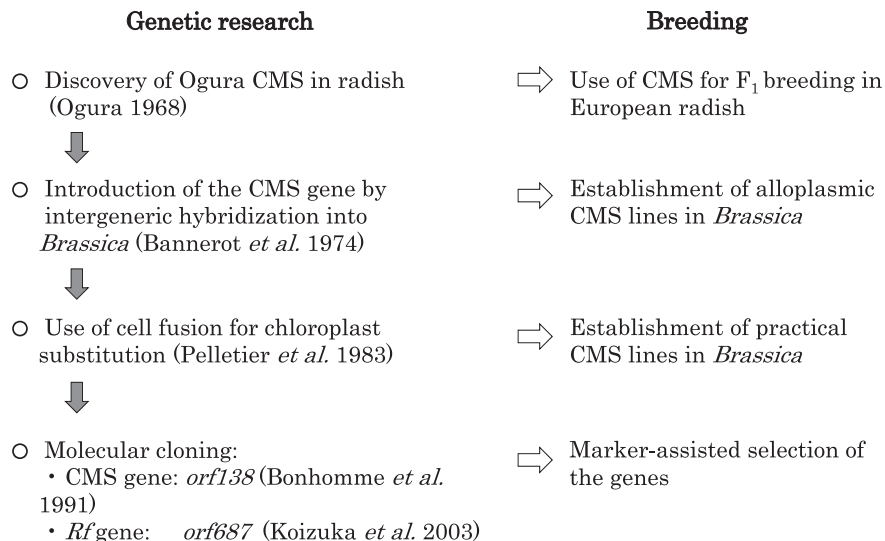 Genetic research
Breeding
○ Discovery of Ogura CMS in radish
(Ogura 1968)
Use of CMS for F₁ breeding in
European radish
○ Introduction of the CMS gene by
intergeneric hybridization into
Brassica (Bannerot et al. 1974)
Establishment of alloplasmic
CMS lines in Brassica
○ Use of cell fusion for chloroplast
substitution (Pelletier et al. 1983)
Establishment of practical
CMS lines in Brassica
○ Molecular cloning:
・CMS gene: orf138 (Bonhomme et al.
1991)
・Rf gene: orf687 (Koizuka et al. 2003)
Marker-assisted selection of
the genes